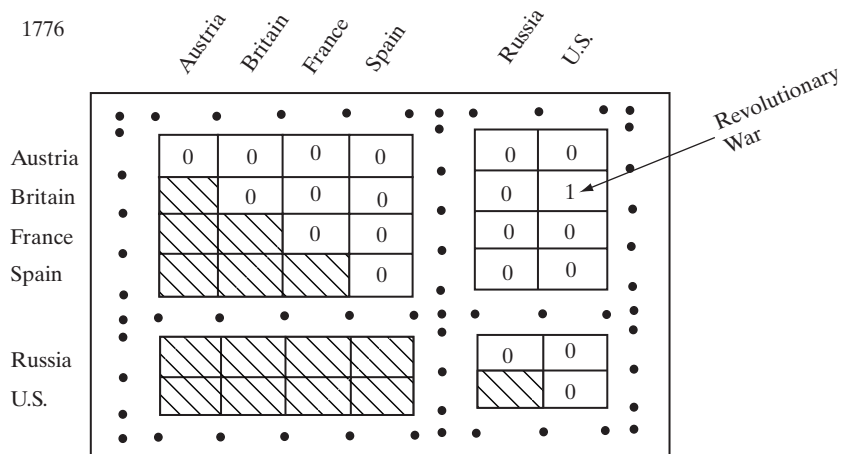 1776
Austria Britain France Spain Russia U.S.
Revolutionary
War
Austria 0 0 0 0 0 0
Britain 0 0 0 0 1
France 0 0 0 0
Spain 0 0 0
Russia 0 0
U.S. 0